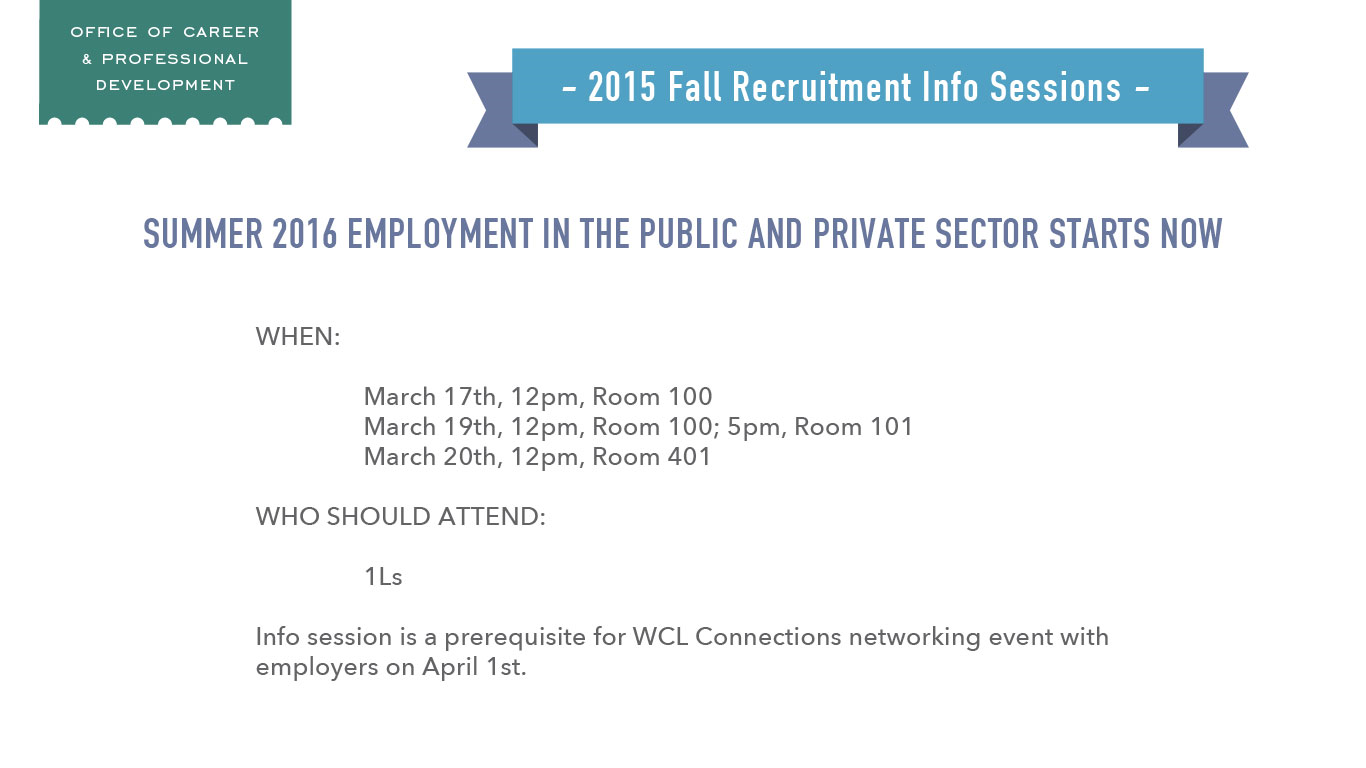 OFFICE OF CAREER
& PROFESSIONAL
DEVELOPMENT
- 2015 Fall Recruitment Info Sessions -
SUMMER 2016 EMPLOYMENT IN THE PUBLIC AND PRIVATE SECTOR STARTS NOW
WHEN:
March 17th, 12pm, Room 100
March 19th, 12pm, Room 100; 5pm, Room 101
March 20th, 12pm, Room 401
WHO SHOULD ATTEND:
1Ls
Info session is a prerequisite for WCL Connections networking event with
employers on April 1st.